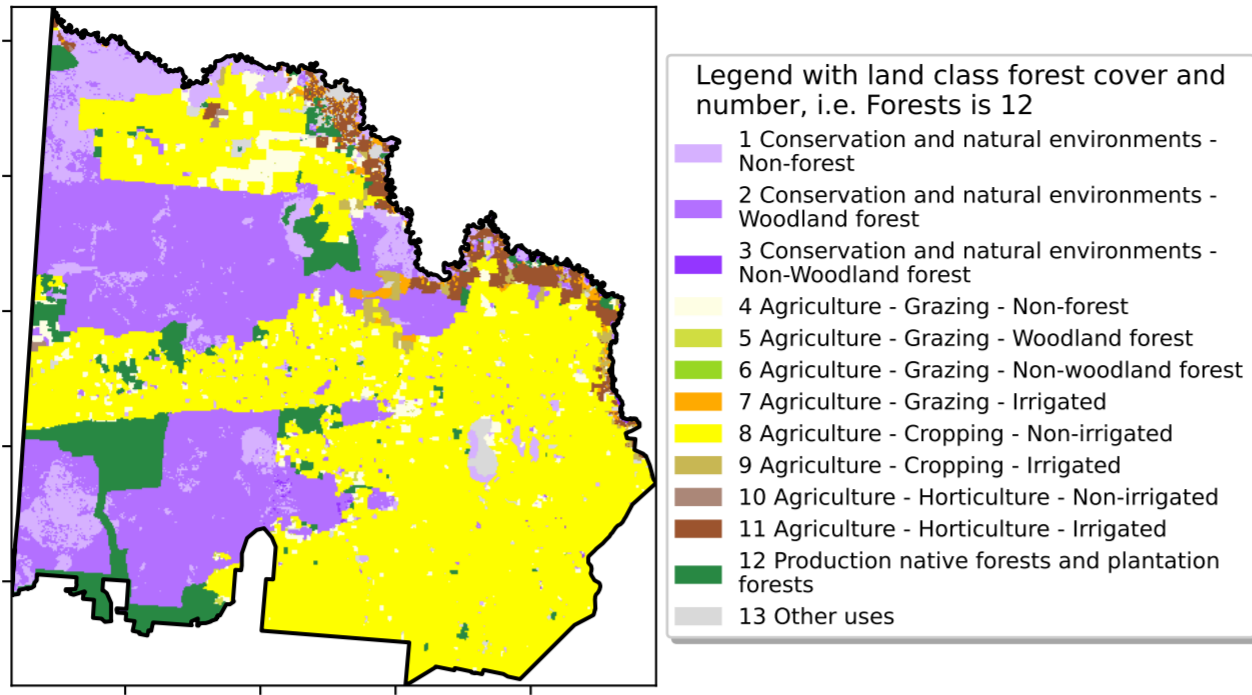 Legend with land class forest cover and
number, i.e. Forests is 12
1 Conservation and natural environments -
Non-forest
2 Conservation and natural environments -
Woodland forest
3 Conservation and natural environments -
Non-Woodland forest
4 Agriculture - Grazing - Non-forest
5 Agriculture - Grazing - Woodland forest
6 Agriculture - Grazing - Non-woodland forest
7 Agriculture - Grazing - Irrigated
8 Agriculture - Cropping - Non-irrigated
9 Agriculture - Cropping - Irrigated
10 Agriculture - Horticulture - Non-irrigated
11 Agriculture - Horticulture - Irrigated
12 Production native forests and plantation
forests
13 Other uses